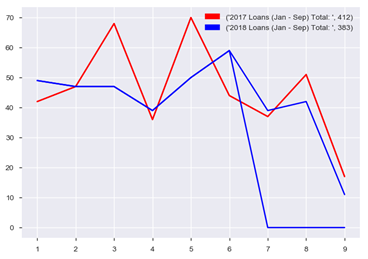 ('2017 Loans (Jan - Sep) Total: ', 412)
('2018 Loans (Jan - Sep) Total: ', 383)
70
60
50
40
30
20
10
0
1 2 3 4 5 6 7 8 9